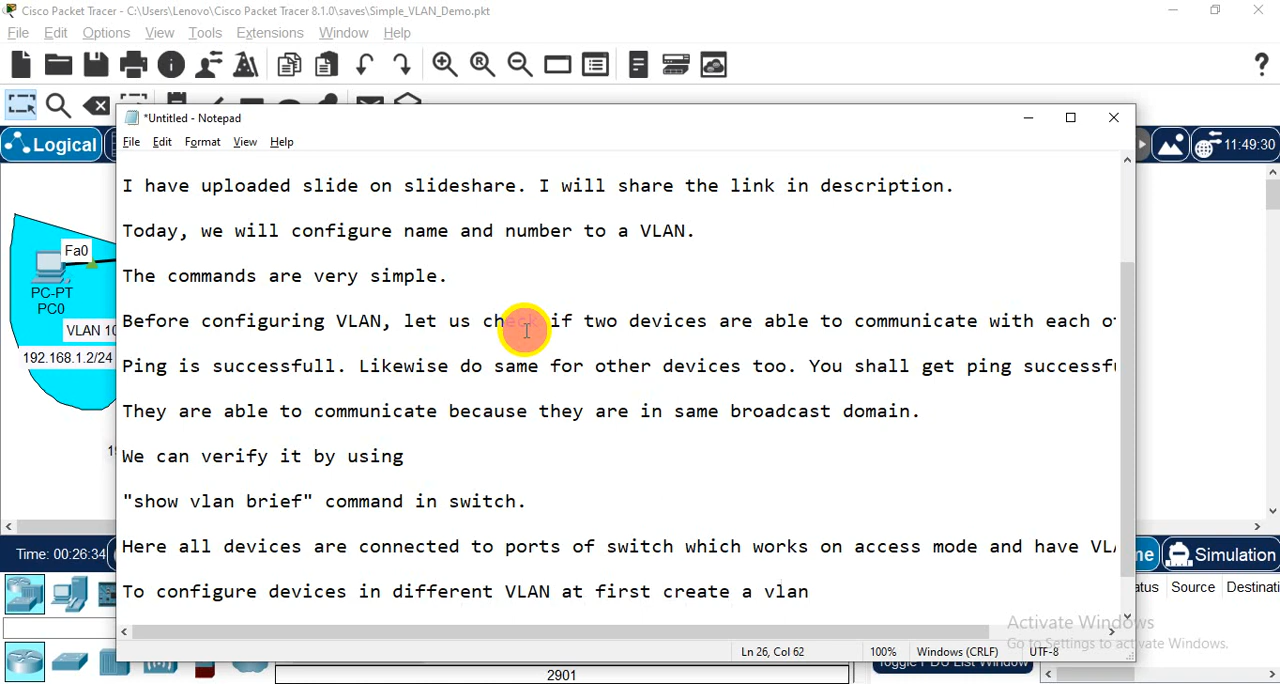 Cisco Packet Tracer - C:\Users\Lenovo\Cisco Packet Tracer 8.1.0\saves\Simple_VLAN_Demo.pkt
File Edit Options View Tools Extensions Window Help
*Untitled - Notepad
File Edit Format View Help
Logical
11:49:30
I have uploaded slide on slideshare. I will share the link in description.
Today, we will configure name and number to a VLAN.
The commands are very simple.
Before configuring VLAN, let us check if two devices are able to communicate with each
Ping is successfull. Likewise do same for other devices too. You shall get ping
They are able to communicate because they are in same broadcast domain.
We can verify it by using
"show vlan brief" command in switch.
Here all devices are connected to ports of switch which works on access mode and have
To configure devices in different VLAN at first create a vlan
Fa0
PC-PT
PC0
VLAN 10
192.168.1.2/24
Time: 00:26:34
Simulation
Source Destinati
Activate Windows
Go to Settings to activate Windows.
Ln 26, Col 62 100% Windows (CRLF) UTF-8
Toggle PDU List Window
2901